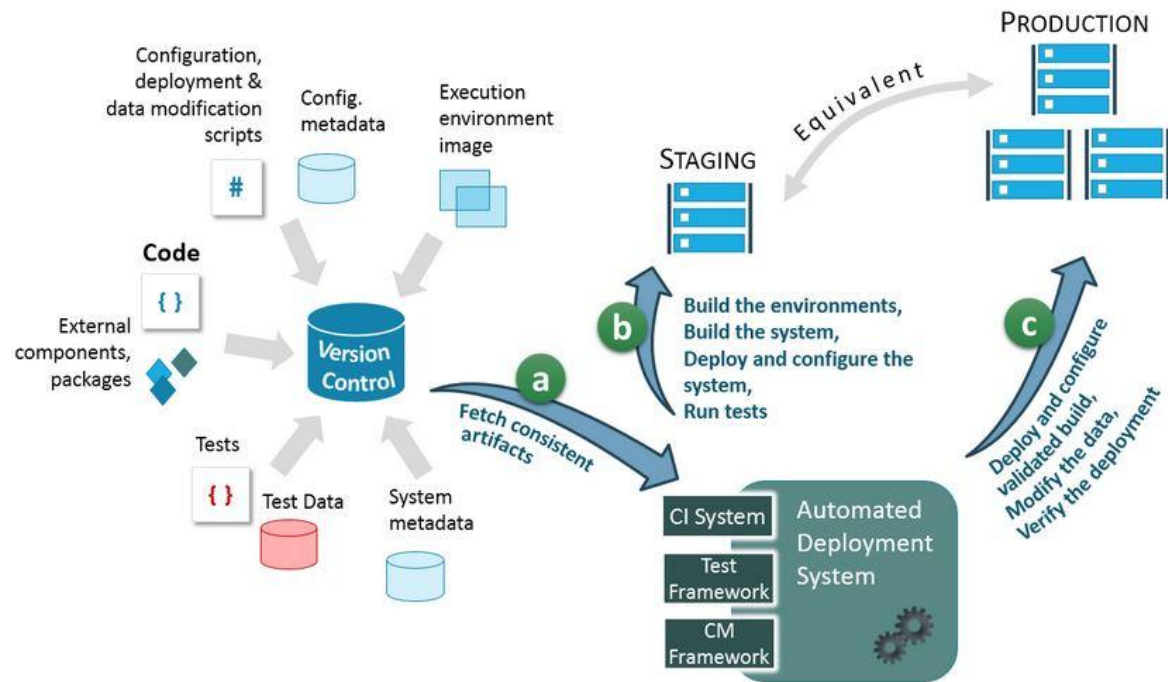 Configuration,
deployment &
data modification
scripts
#
Config.
metadata
Execution
environment
image
Code
{ }
External
components,
packages
Version
Control
Tests
{ }
Test Data
System
metadata
a
Fetch consistent
artifacts
STAGING
Equivalent
PRODUCTION
b
Build the environments,
Build the system,
Deploy and configure the
system,
Run tests
c
Deploy and configure
validated build,
Modify the data,
Verify the deployment
CI System
Test
Framework
CM
Framework
Automated
Deployment
System